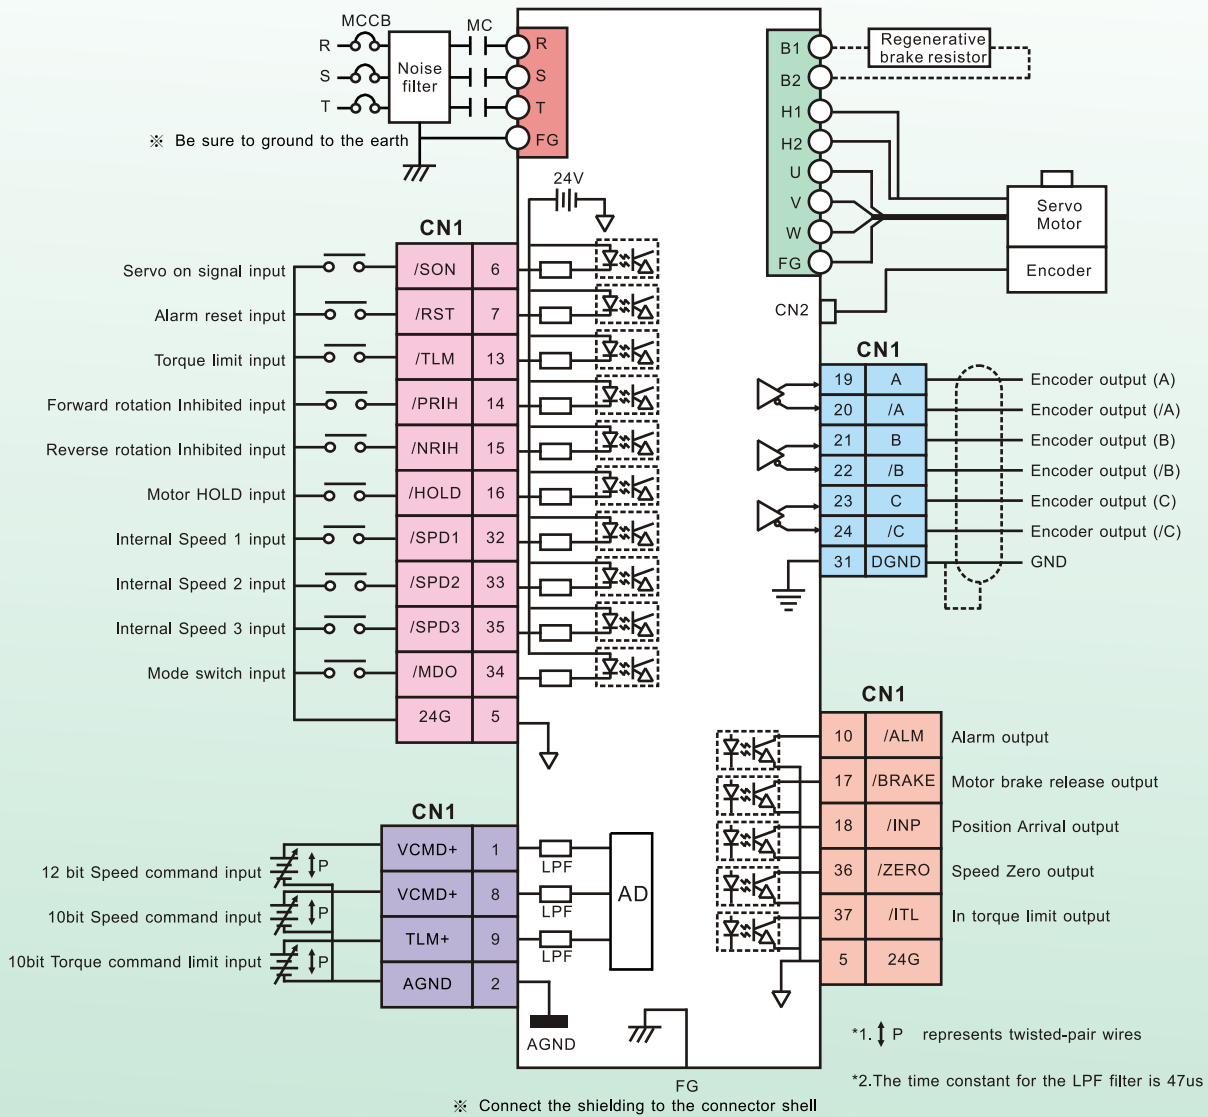 MCCB
MC
R
S
T
Noise
filter
R
S
T
FG
※ Be sure to ground to the earth
24V
B1
B2
H1
H2
U
V
W
FG
CN2
Regenerative
brake resistor
Servo
Motor
Encoder
CN1
Servo on signal input /SON 6
Alarm reset input /RST 7
Torque limit input /TLM 13
Forward rotation Inhibited input /PRIH 14
Reverse rotation Inhibited input /NRIH 15
Motor HOLD input /HOLD 16
Internal Speed 1 input /SPD1 32
Internal Speed 2 input /SPD2 33
Internal Speed 3 input /SPD3 35
Mode switch input /MDO 34
24G 5
CN1
19 A Encoder output (A)
20 /A Encoder output (/A)
21 B Encoder output (B)
22 /B Encoder output (/B)
23 C Encoder output (C)
24 /C Encoder output (/C)
31 DGND GND
CN1
10 /ALM Alarm output
17 /BRAKE Motor brake release output
18 /INP Position Arrival output
36 /ZERO Speed Zero output
37 /ITL In torque limit output
5 24G
CN1
12 bit Speed command input P VCMD+ 1 LPF
10bit Speed command input P VCMD+ 8 LPF
10bit Torque command limit input P TLM+ 9 LPF
AGND 2
AD
AGND
FG
*1. P represents twisted-pair wires
*2.The time constant for the LPF filter is 47us
※ Connect the shielding to the connector shell